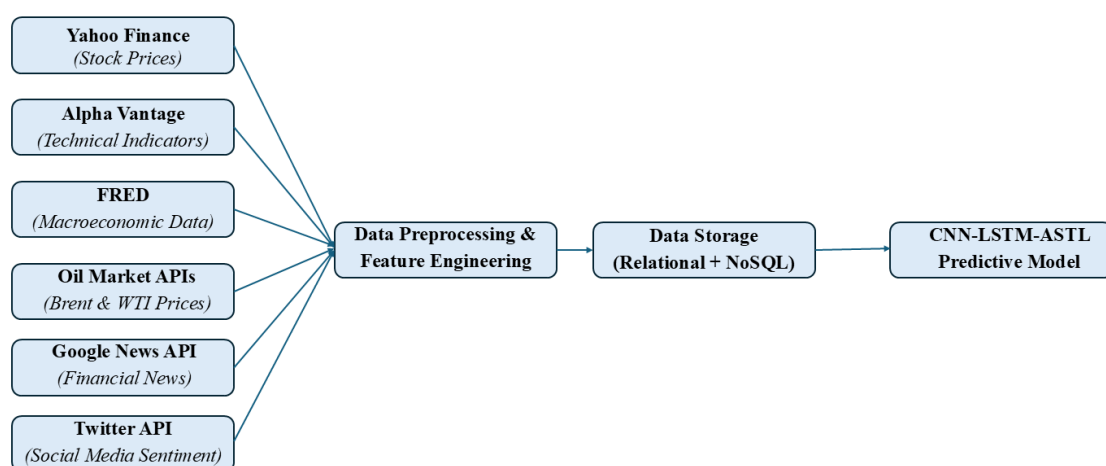 Yahoo Finance
(Stock Prices)
Alpha Vantage
(Technical Indicators)
FRED
(Macroeconomic Data)
Oil Market APIs
(Brent & WTI Prices)
Google News API
(Financial News)
Twitter API
(Social Media Sentiment)
Data Preprocessing &
Feature Engineering
Data Storage
(Relational + NoSQL)
CNN-LSTM-ASTL
Predictive Model